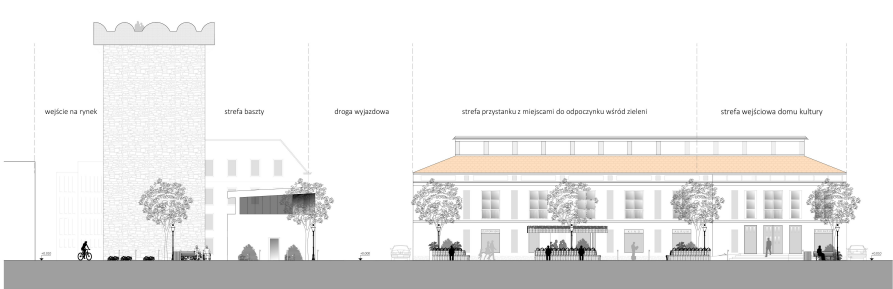 wejście na rynek
strefa baszty
droga wyjazdowa
strefa przystanku z miejscami do odpoczynku wśród zieleni
strefa wejściowa domu kultury